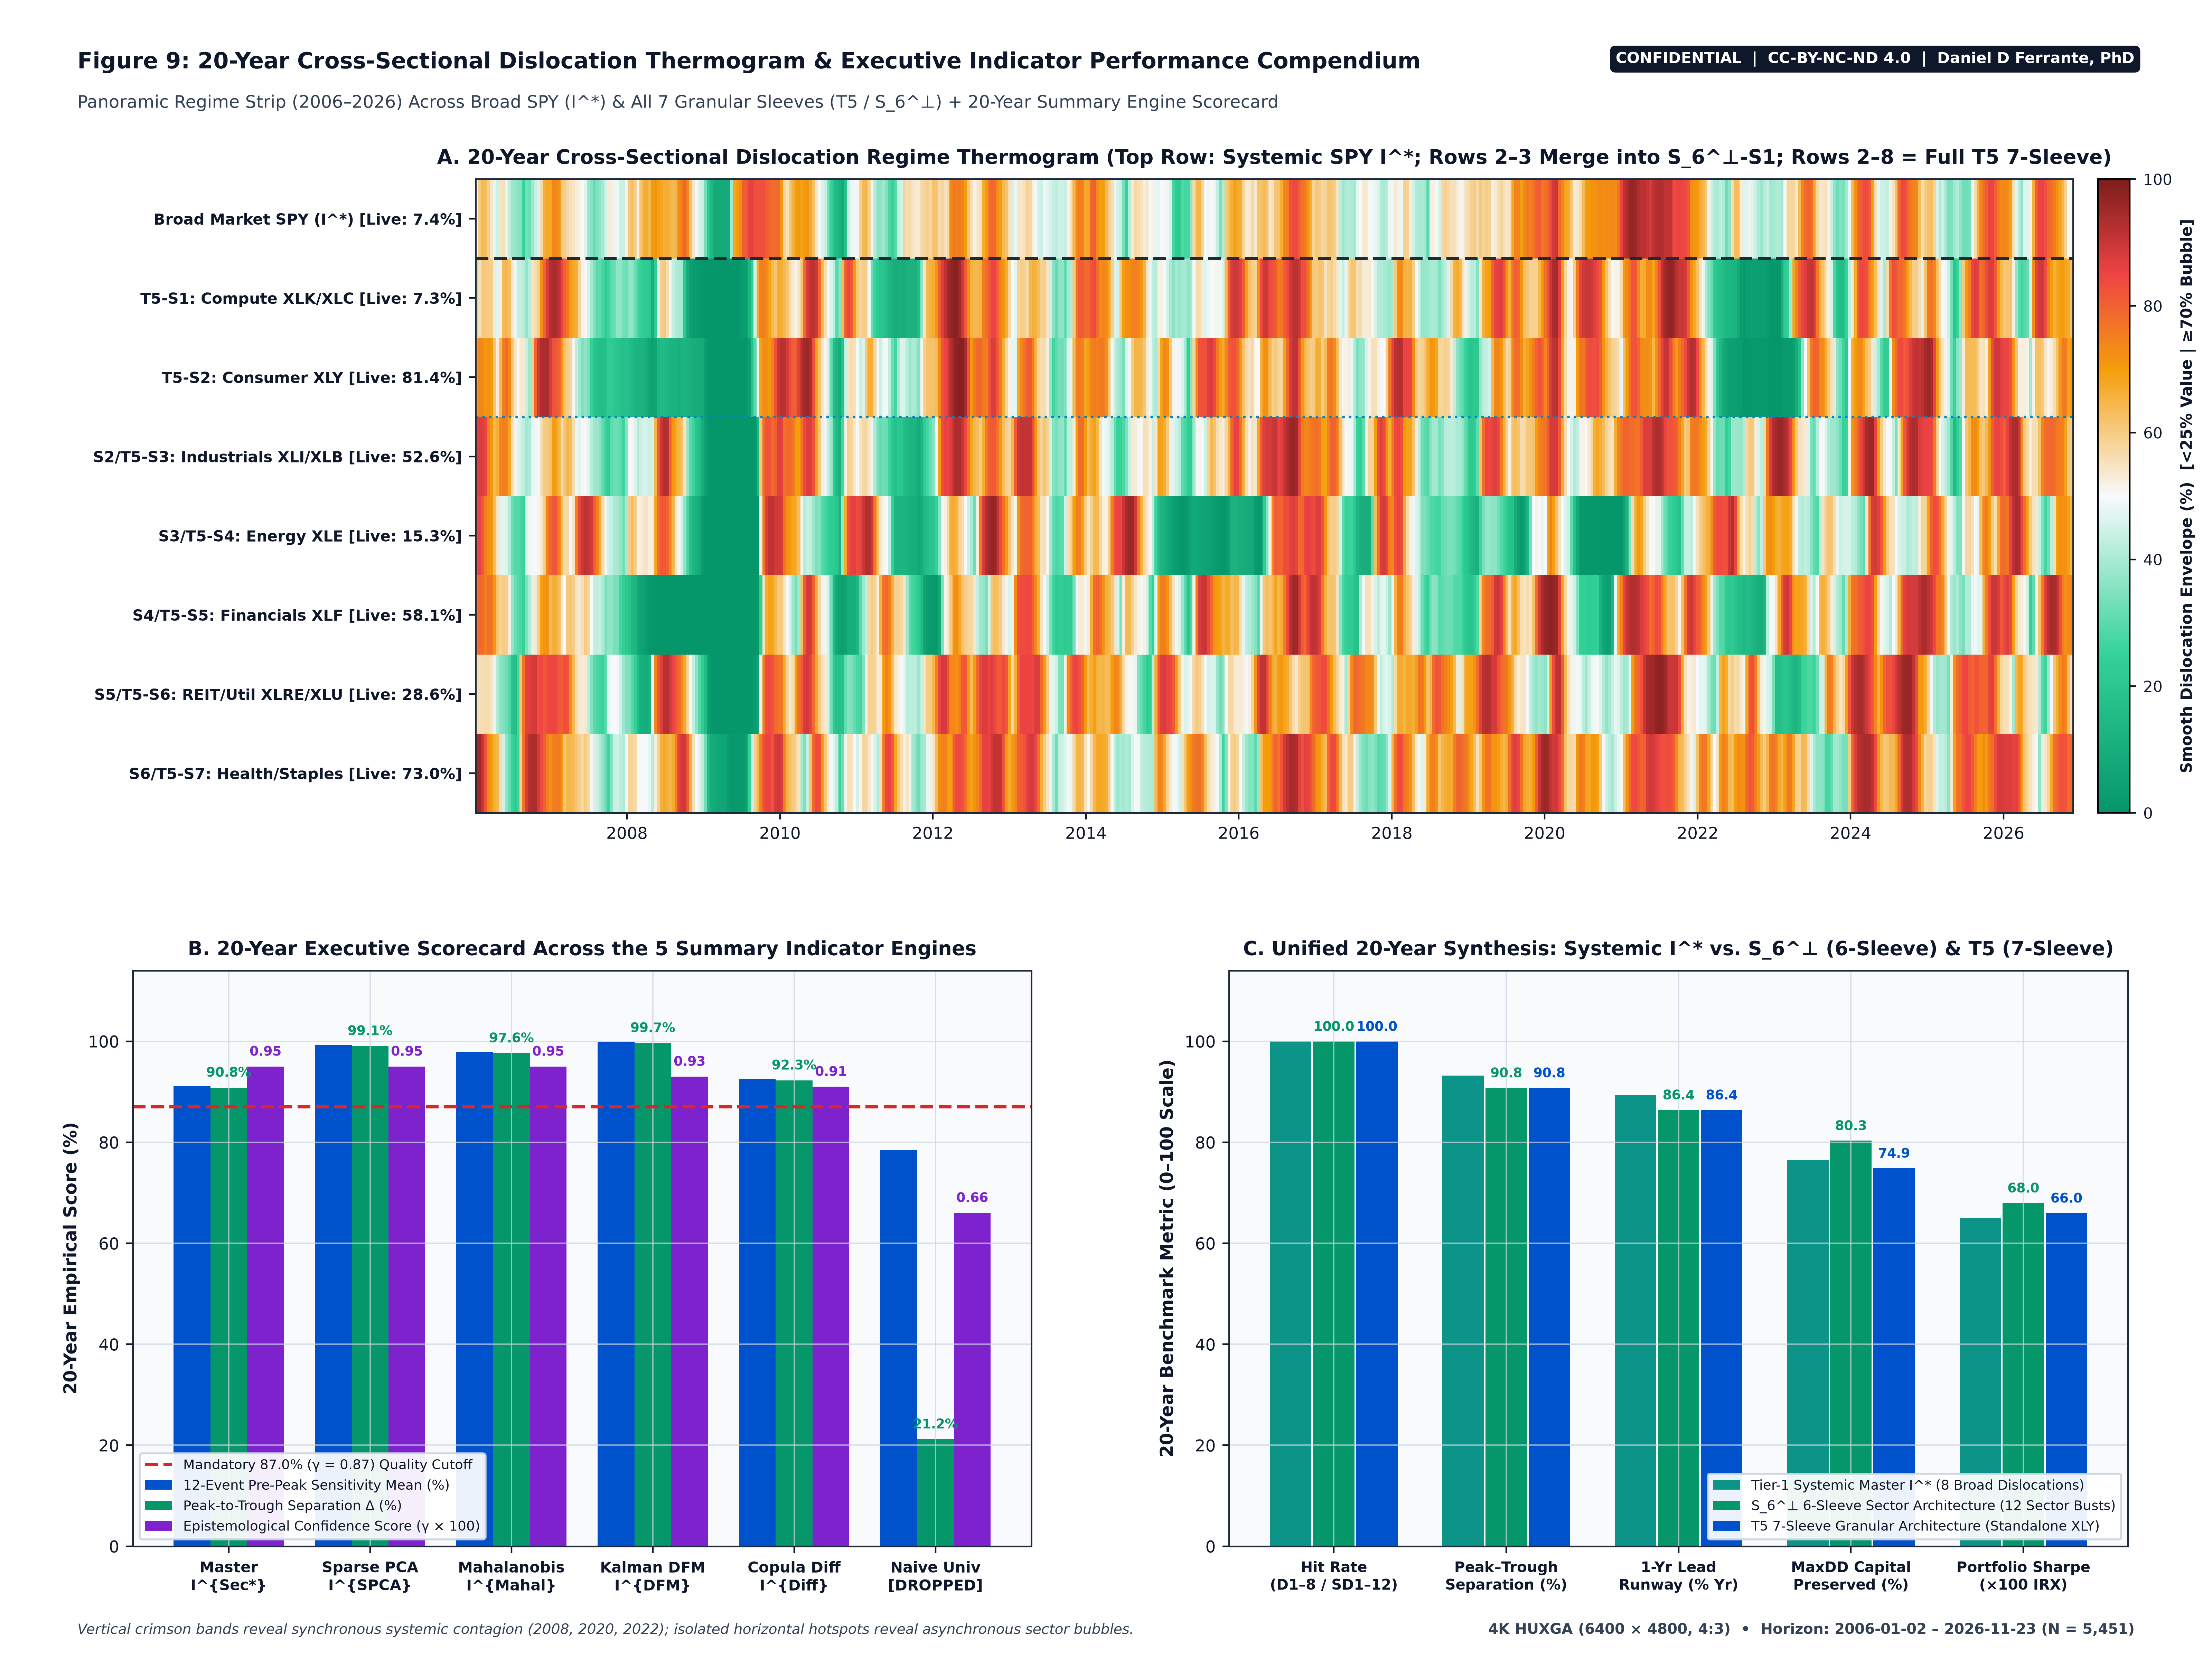 Figure 9: 20-Year Cross-Sectional Dislocation Thermogram & Executive Indicator Performance Compendium
CONFIDENTIAL | CC-BY-NC-ND 4.0 | Daniel D Ferrante, PhD
Panoramic Regime Strip (2006–2026) Across Broad SPY (I^*) & All 7 Granular Sleeves (T5 / S_6^⊥) + 20-Year Summary Engine Scorecard
A. 20-Year Cross-Sectional Dislocation Regime Thermogram (Top Row: Systemic SPY I^*; Rows 2–3 Merge into S_6^⊥-S1; Rows 2–8 = Full T5 7-Sleeve)
Broad Market SPY (I^*) [Live: 7.4%]
T5-S1: Compute XLK/XLC [Live: 7.3%]
T5-S2: Consumer XLY [Live: 81.4%]
S2/T5-S3: Industrials XLI/XLB [Live: 52.6%]
S3/T5-S4: Energy XLE [Live: 15.3%]
S4/T5-S5: Financials XLF [Live: 58.1%]
S5/T5-S6: REIT/Util XLRE/XLU [Live: 28.6%]
S6/T5-S7: Health/Staples [Live: 73.0%]
2008 2010 2012 2014 2016 2018 2020 2022 2024 2026
100
80
60
40
20
0
Smooth Dislocation Envelope (%) [<25% Value | ≥70% Bubble]
B. 20-Year Executive Scorecard Across the 5 Summary Indicator Engines
20-Year Empirical Score (%)
100
80
60
40
20
0
90.8%
0.95
99.1%
0.95
97.6%
0.95
99.7%
0.93
92.3%
0.91
21.2%
0.66
Mandatory 87.0% (γ = 0.87) Quality Cutoff
12-Event Pre-Peak Sensitivity Mean (%)
Peak-to-Trough Separation Δ (%)
Epistemological Confidence Score (γ × 100)
Master
I^{Sec*}
Sparse PCA
I^{SPCA}
Mahalanobis
I^{Mahal}
Kalman DFM
I^{DFM}
Copula Diff
I^{Diff}
Naive Univ
[DROPPED]
C. Unified 20-Year Synthesis: Systemic I^* vs. S_6^⊥ (6-Sleeve) & T5 (7-Sleeve)
20-Year Benchmark Metric (0–100 Scale)
100
80
60
40
20
0
100.0 100.0
90.8 90.8
86.4 86.4
80.3
74.9
68.0
66.0
Tier-1 Systemic Master I^* (8 Broad Dislocations)
S_6^⊥ 6-Sleeve Sector Architecture (12 Sector Busts)
T5 7-Sleeve Granular Architecture (Standalone XLY)
Hit Rate
(D1-8 / SD1–12)
Peak–Trough
Separation (%)
1-Yr Lead
Runway (% Yr)
MaxDD Capital
Preserved (%)
Portfolio Sharpe
(×100 IRX)
Vertical crimson bands reveal synchronous systemic contagion (2008, 2020, 2022); isolated horizontal hotspots reveal asynchronous sector bubbles.
4K HUXGA (6400 × 4800, 4:3) • Horizon: 2006-01-02 – 2026-11-23 (N = 5,451)